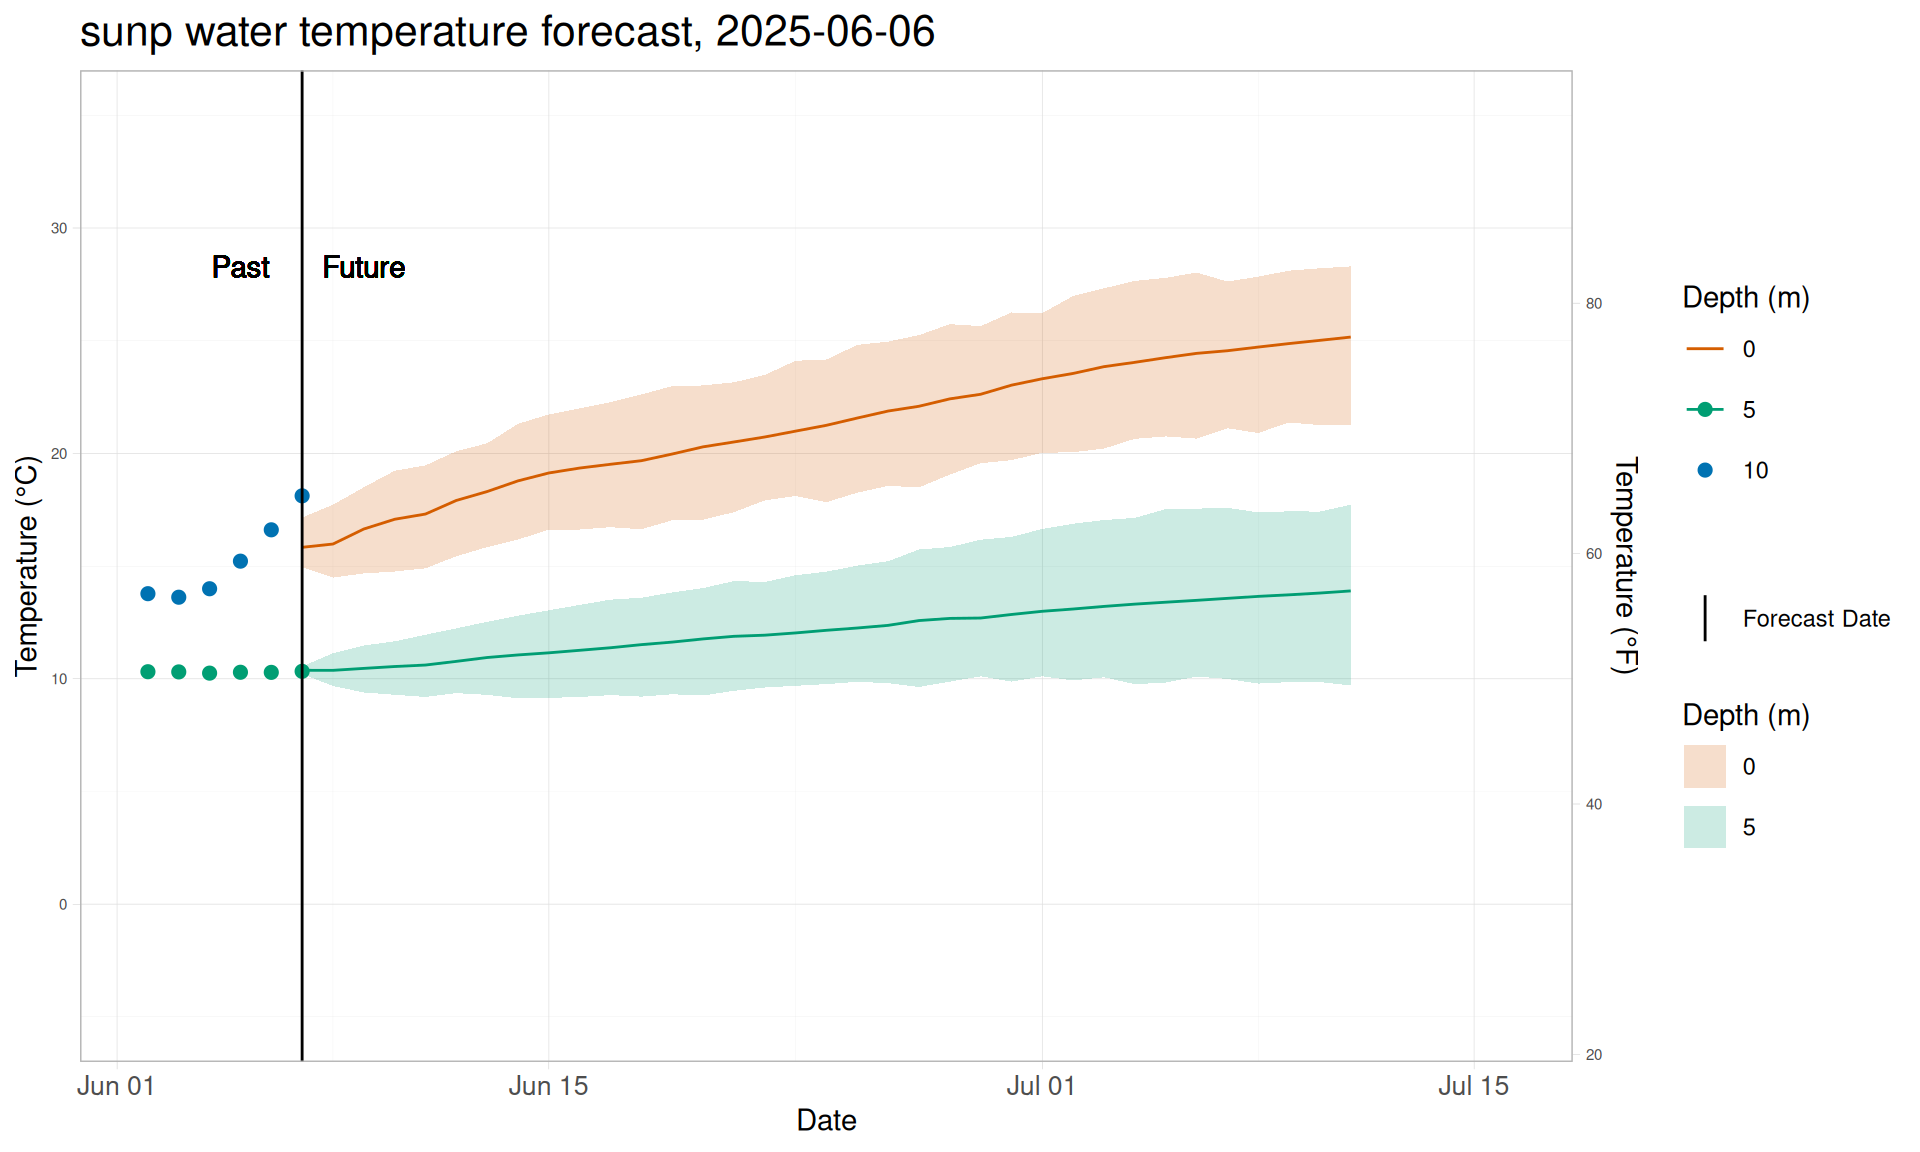 sunp water temperature forecast, 2025-06-06
Past
Future
30
20
10
0
Temperature (°C)
80
60
40
20
Temperature (°F)
Jun 01
Jun 15
Jul 01
Jul 15
Date
Depth (m)
0
5
10
Forecast Date
Depth (m)
0
5